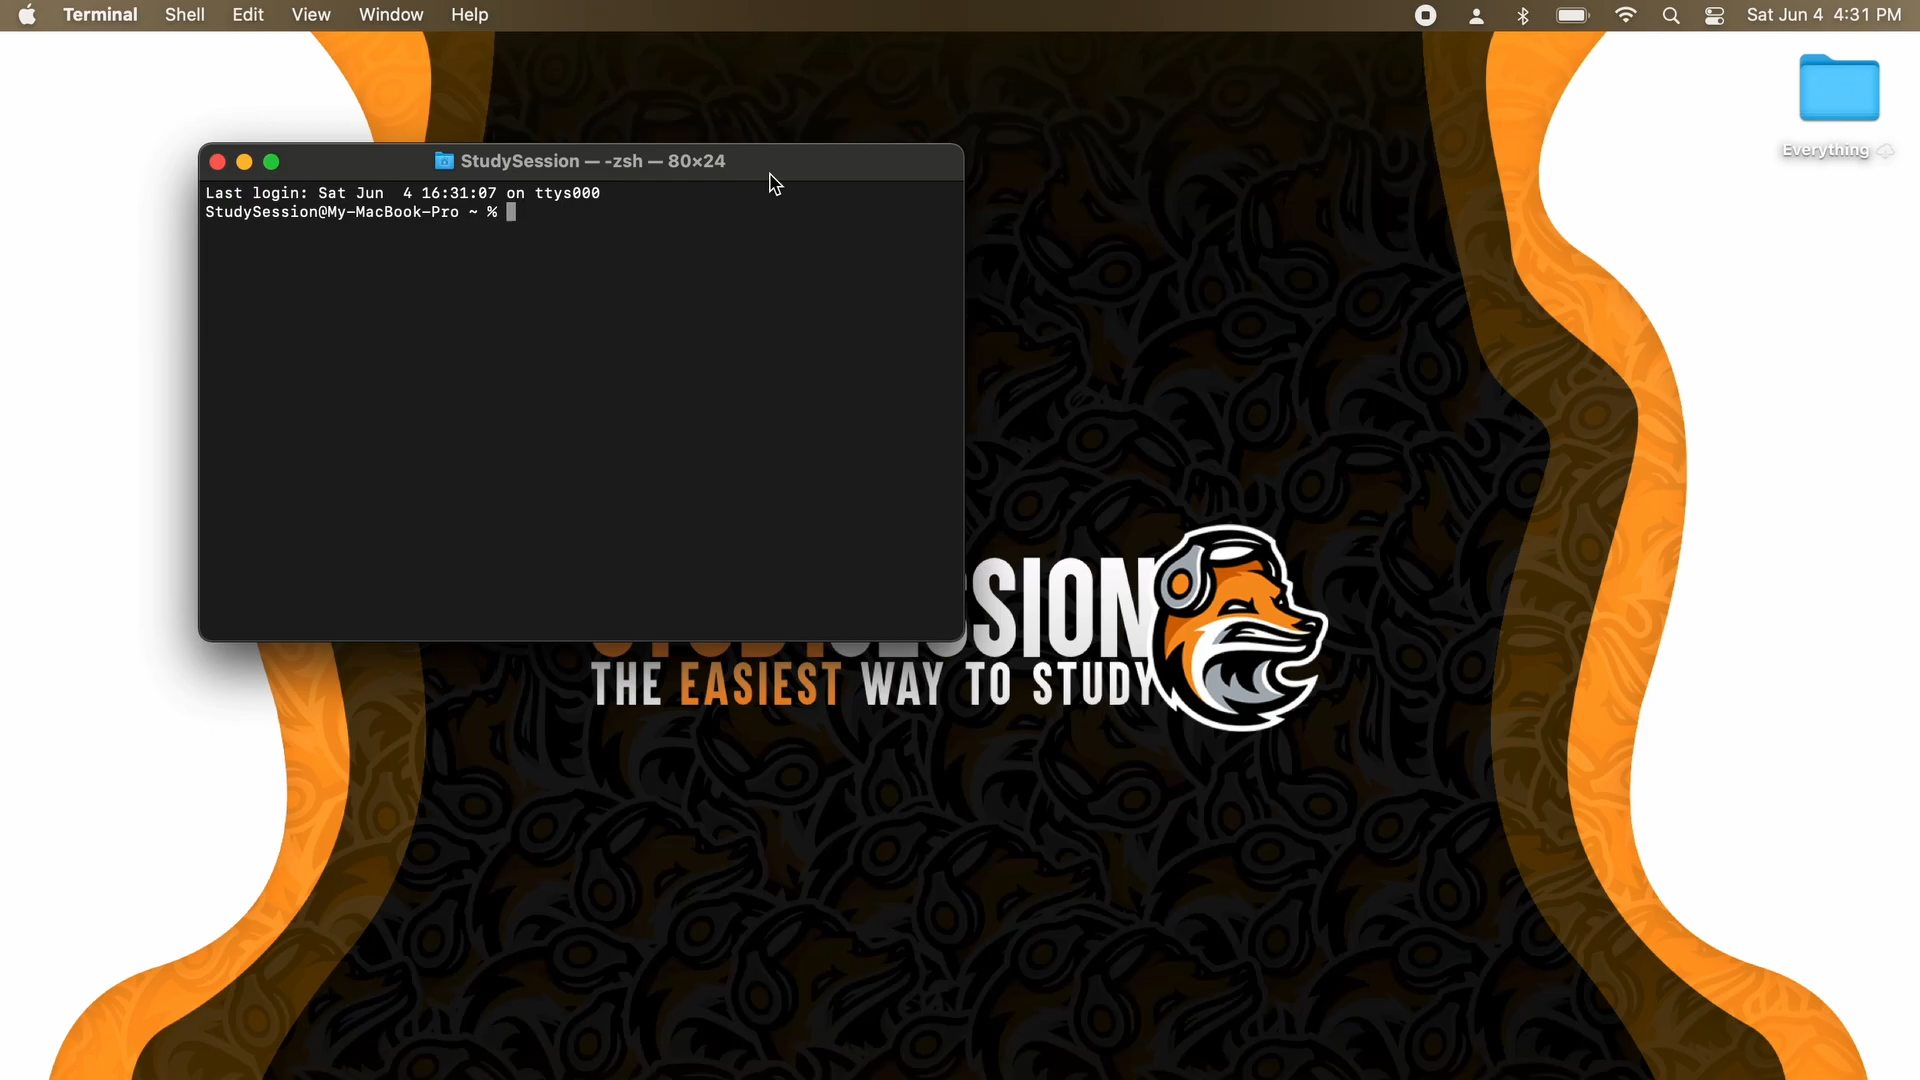 Terminal Shell Edit View Window Help Sat Jun 4 4:31 PM
Everything
StudySession — -zsh — 80×24
Last login: Sat Jun  4 16:31:07 on ttys000
StudySession@My-MacBook-Pro ~ %
SSION
THE EASIEST WAY TO STUDY